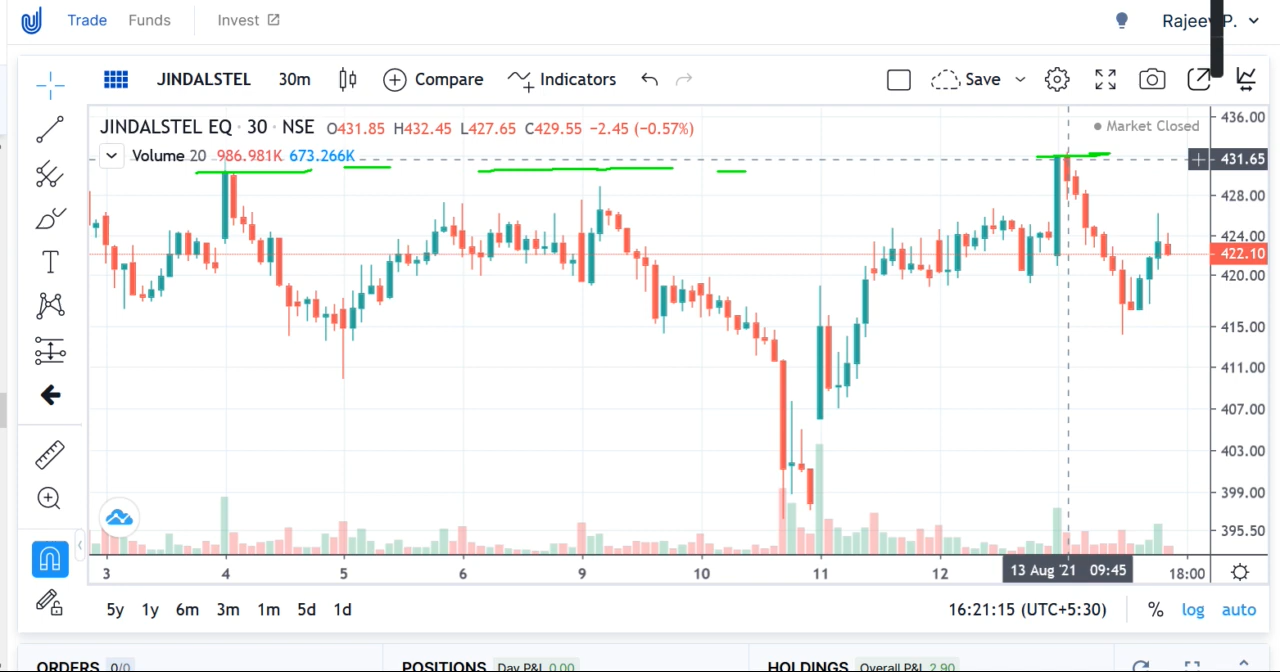 Trade Funds Invest Rajeev P.
JINDALSTEL 30m Compare Indicators Save
JINDALSTEL EQ · 30 · NSE O431.85 H432.45 L427.65 C429.55 −2.45 (−0.57%)
Market Closed
Volume 20 986.981K 673.266K
436.00
431.65
428.00
424.00
422.10
420.00
415.00
411.00
407.00
403.00
399.00
395.50
3 4 5 6 9 10 11 12 13 Aug '21 09:45 18:00
5y 1y 6m 3m 1m 5d 1d 16:21:15 (UTC+5:30) % log auto
ORDERS 0/0 POSITIONS Day P&L 0.00 HOLDINGS Overall P&L 2.90